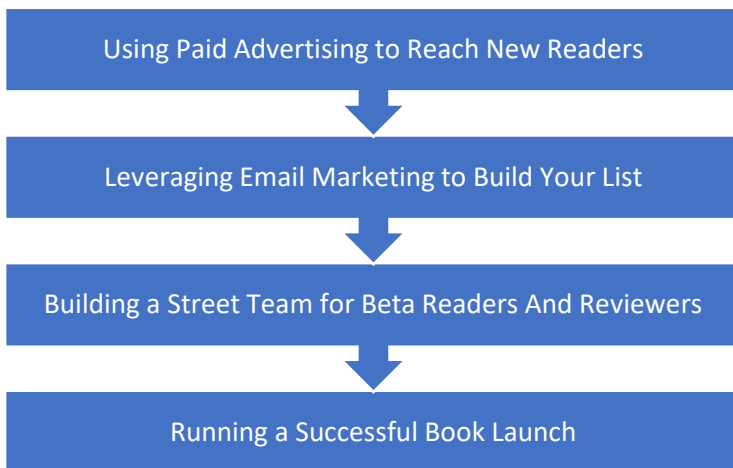 Using Paid Advertising to Reach New Readers
Leveraging Email Marketing to Build Your List
Building a Street Team for Beta Readers And Reviewers
Running a Successful Book Launch